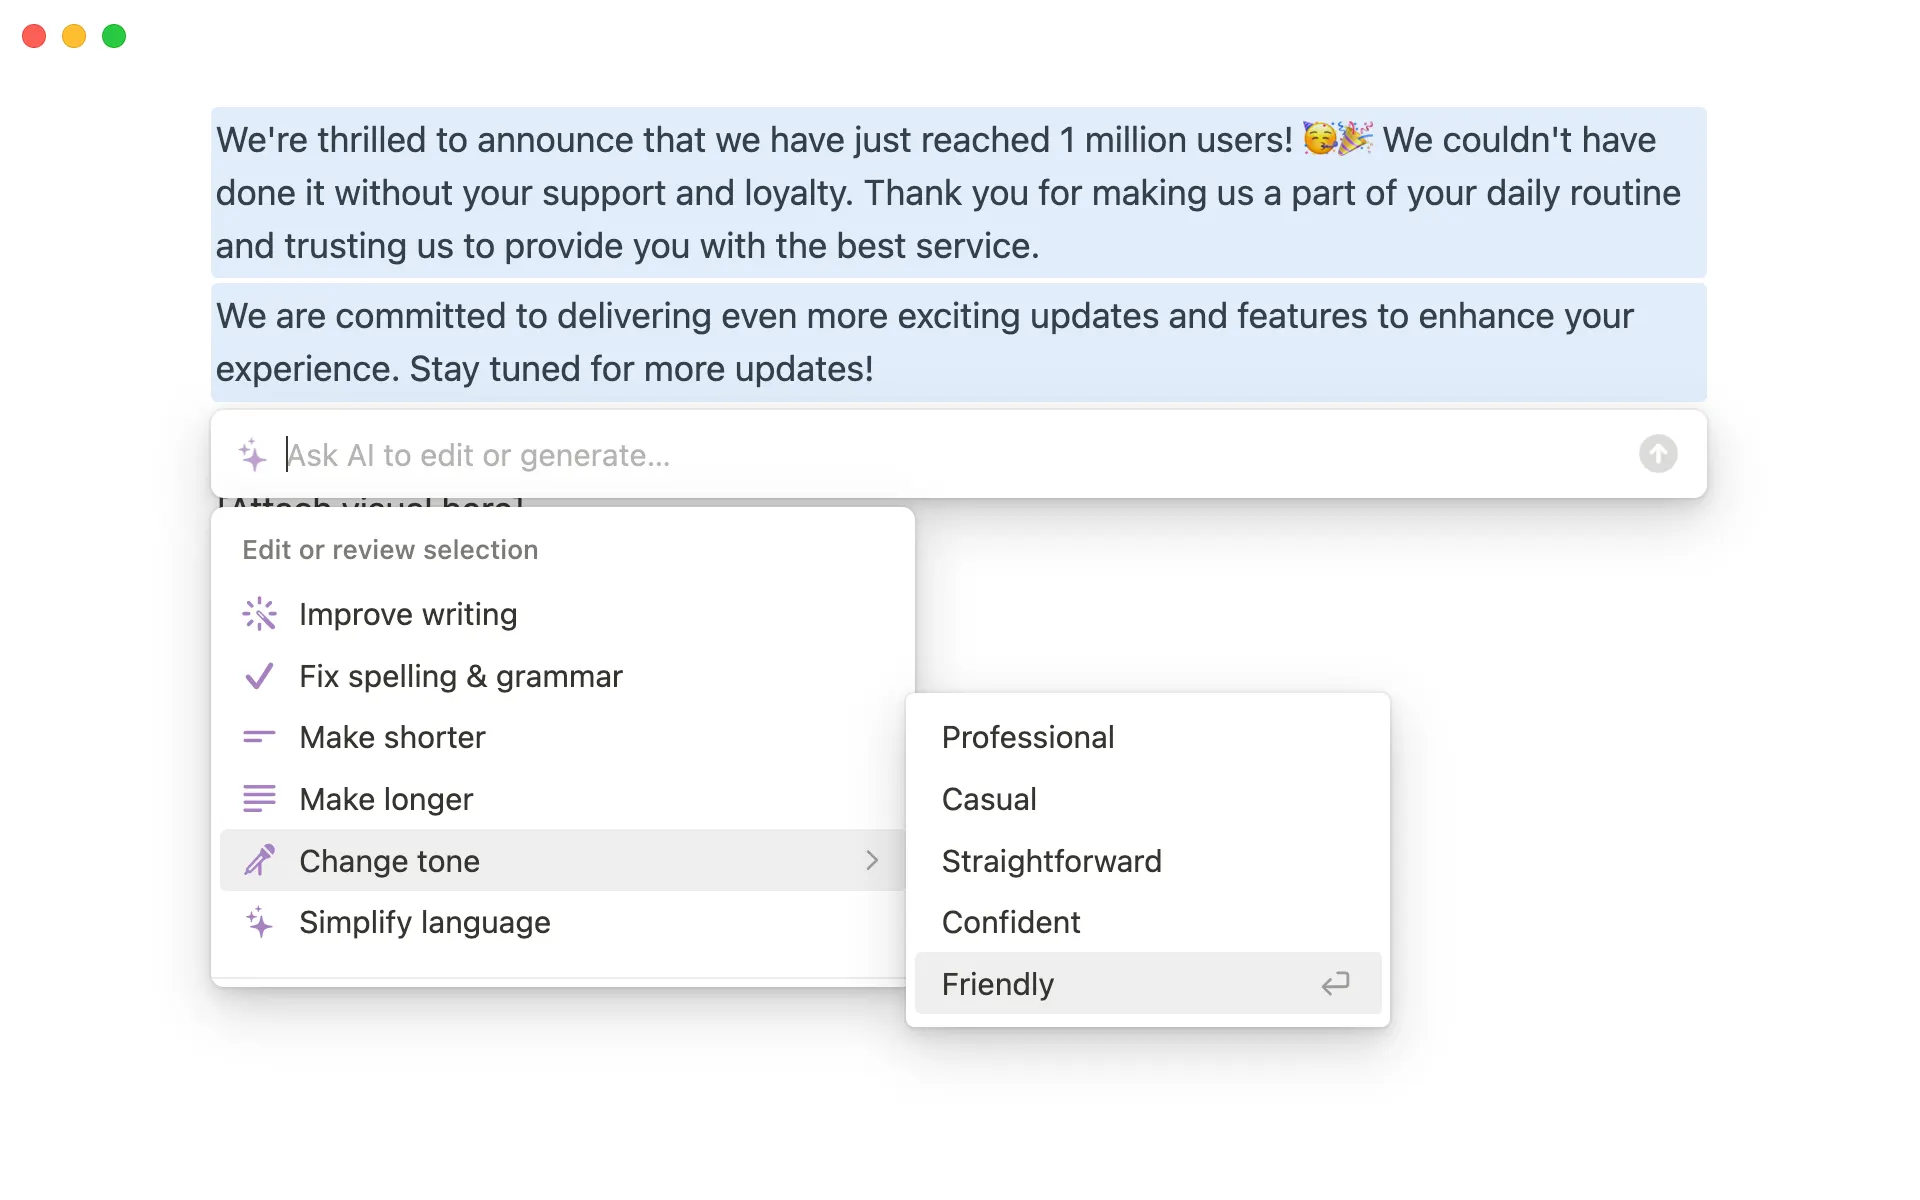 We're thrilled to announce that we have just reached 1 million users! 🥳🎉 We couldn't have
done it without your support and loyalty. Thank you for making us a part of your daily routine
and trusting us to provide you with the best service.
We are committed to delivering even more exciting updates and features to enhance your
experience. Stay tuned for more updates!
Ask AI to edit or generate...
[Attach visual here]
Edit or review selection
Improve writing
Fix spelling & grammar
Make shorter
Make longer
Change tone
Simplify language
Professional
Casual
Straightforward
Confident
Friendly